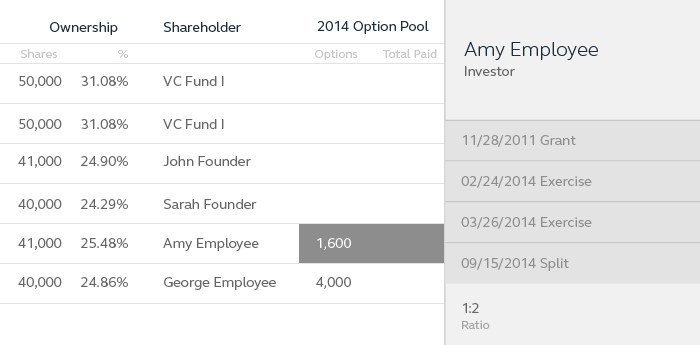 Ownership Shareholder 2014 Option Pool
Shares % Options Total Paid
50,000 31.08% VC Fund I
50,000 31.08% VC Fund I
41,000 24.90% John Founder
40,000 24.29% Sarah Founder
41,000 25.48% Amy Employee 1,600
40,000 24.86% George Employee 4,000
Amy Employee
Investor
11/28/2011 Grant
02/24/2014 Exercise
03/26/2014 Exercise
09/15/2014 Split
1:2
Ratio